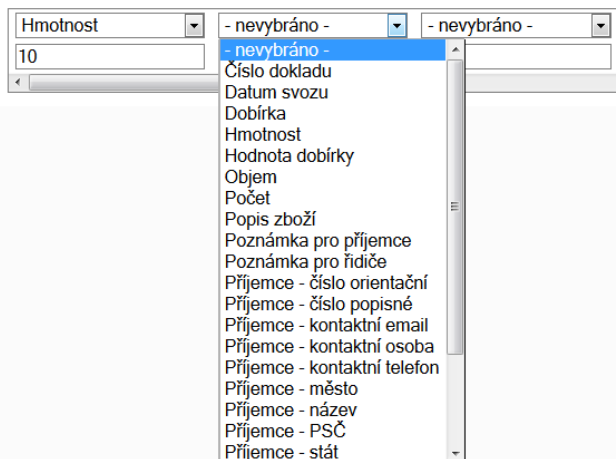 Hmotnost - nevybráno - - nevybráno -
10
- nevybráno -
Číslo dokladu
Datum svozu
Dobírka
Hmotnost
Hodnota dobírky
Objem
Počet
Popis zboží
Poznámka pro příjemce
Poznámka pro řidiče
Příjemce - číslo orientační
Příjemce - číslo popisné
Příjemce - kontaktní email
Příjemce - kontaktní osoba
Příjemce - kontaktní telefon
Příjemce - město
Příjemce - název
Příjemce - PSČ
Příjemce - stát